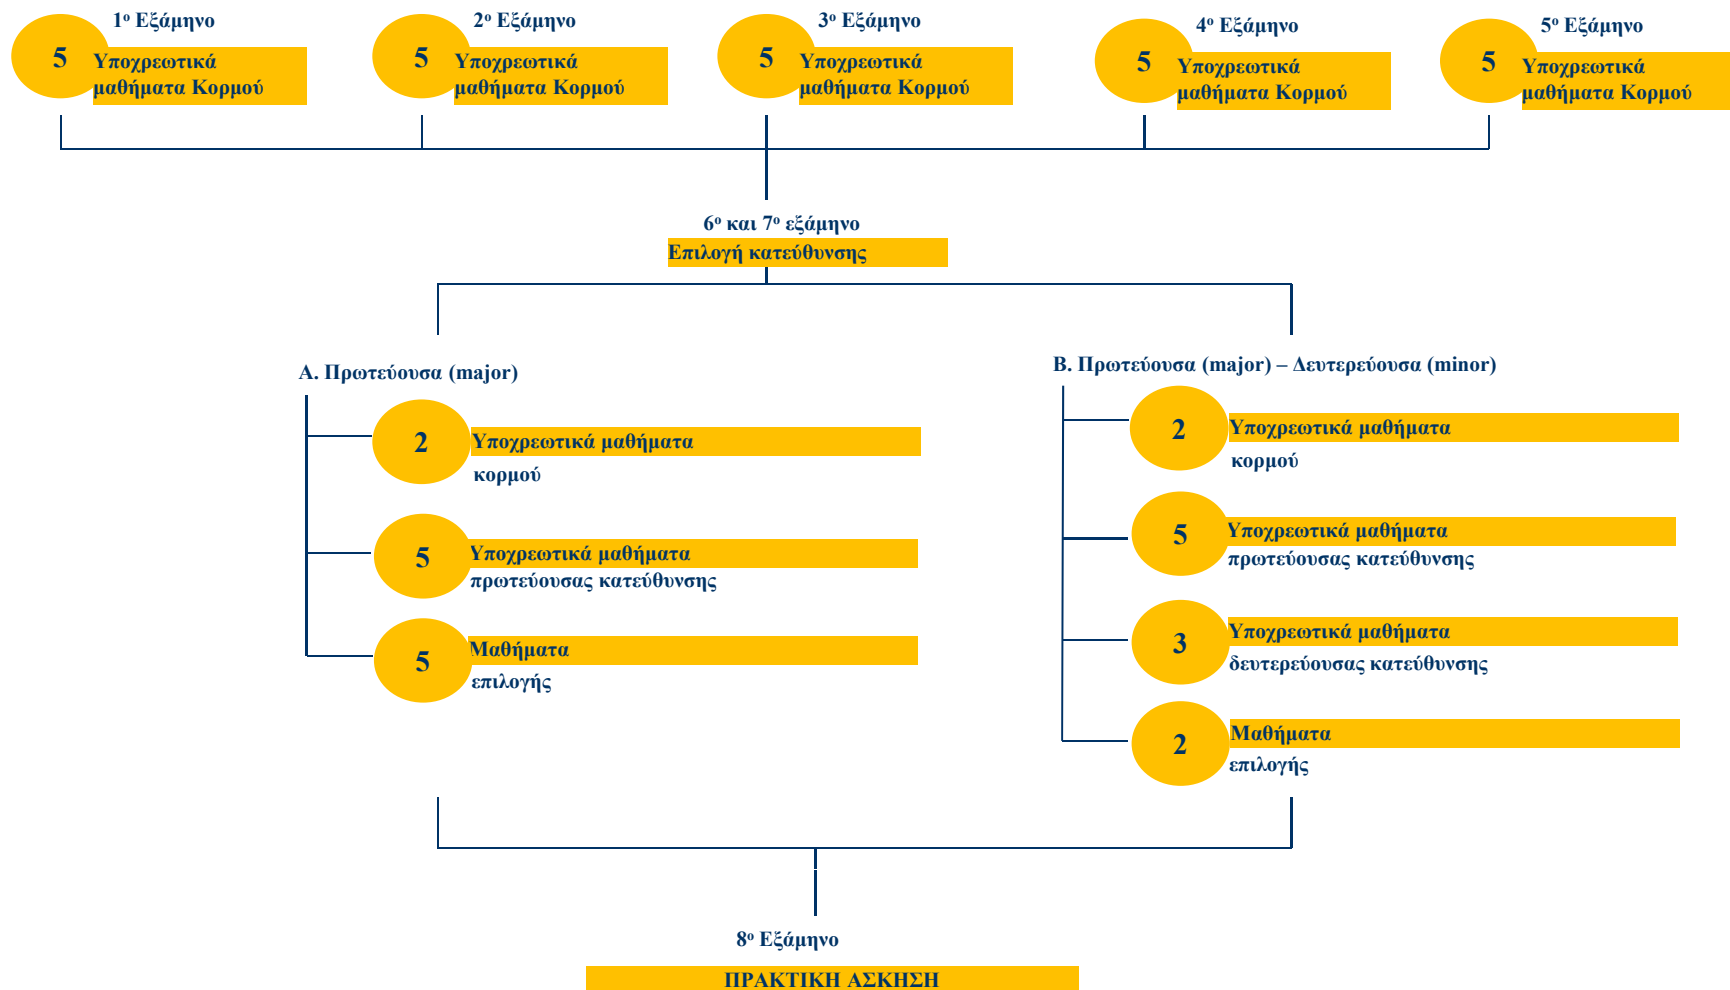 1ο Εξάμηνο
5
Υποχρεωτικά
μαθήματα Κορμού
2ο Εξάμηνο
5
Υποχρεωτικά
μαθήματα Κορμού
3ο Εξάμηνο
5
Υποχρεωτικά
μαθήματα Κορμού
4ο Εξάμηνο
5
Υποχρεωτικά
μαθήματα Κορμού
5ο Εξάμηνο
5
Υποχρεωτικά
μαθήματα Κορμού
6ο και 7ο εξάμηνο
Επιλογή κατεύθυνσης
Α. Πρωτεύουσα (major)
2
Υποχρεωτικά μαθήματα
κορμού
5
Υποχρεωτικά μαθήματα
πρωτεύουσας κατεύθυνσης
5
Μαθήματα
επιλογής
Β. Πρωτεύουσα (major) – Δευτερεύουσα (minor)
2
Υποχρεωτικά μαθήματα
κορμού
5
Υποχρεωτικά μαθήματα
πρωτεύουσας κατεύθυνσης
3
Υποχρεωτικά μαθήματα
δευτερεύουσας κατεύθυνσης
2
Μαθήματα
επιλογής
8ο Εξάμηνο
ΠΡΑΚΤΙΚΗ ΑΣΚΗΣΗ